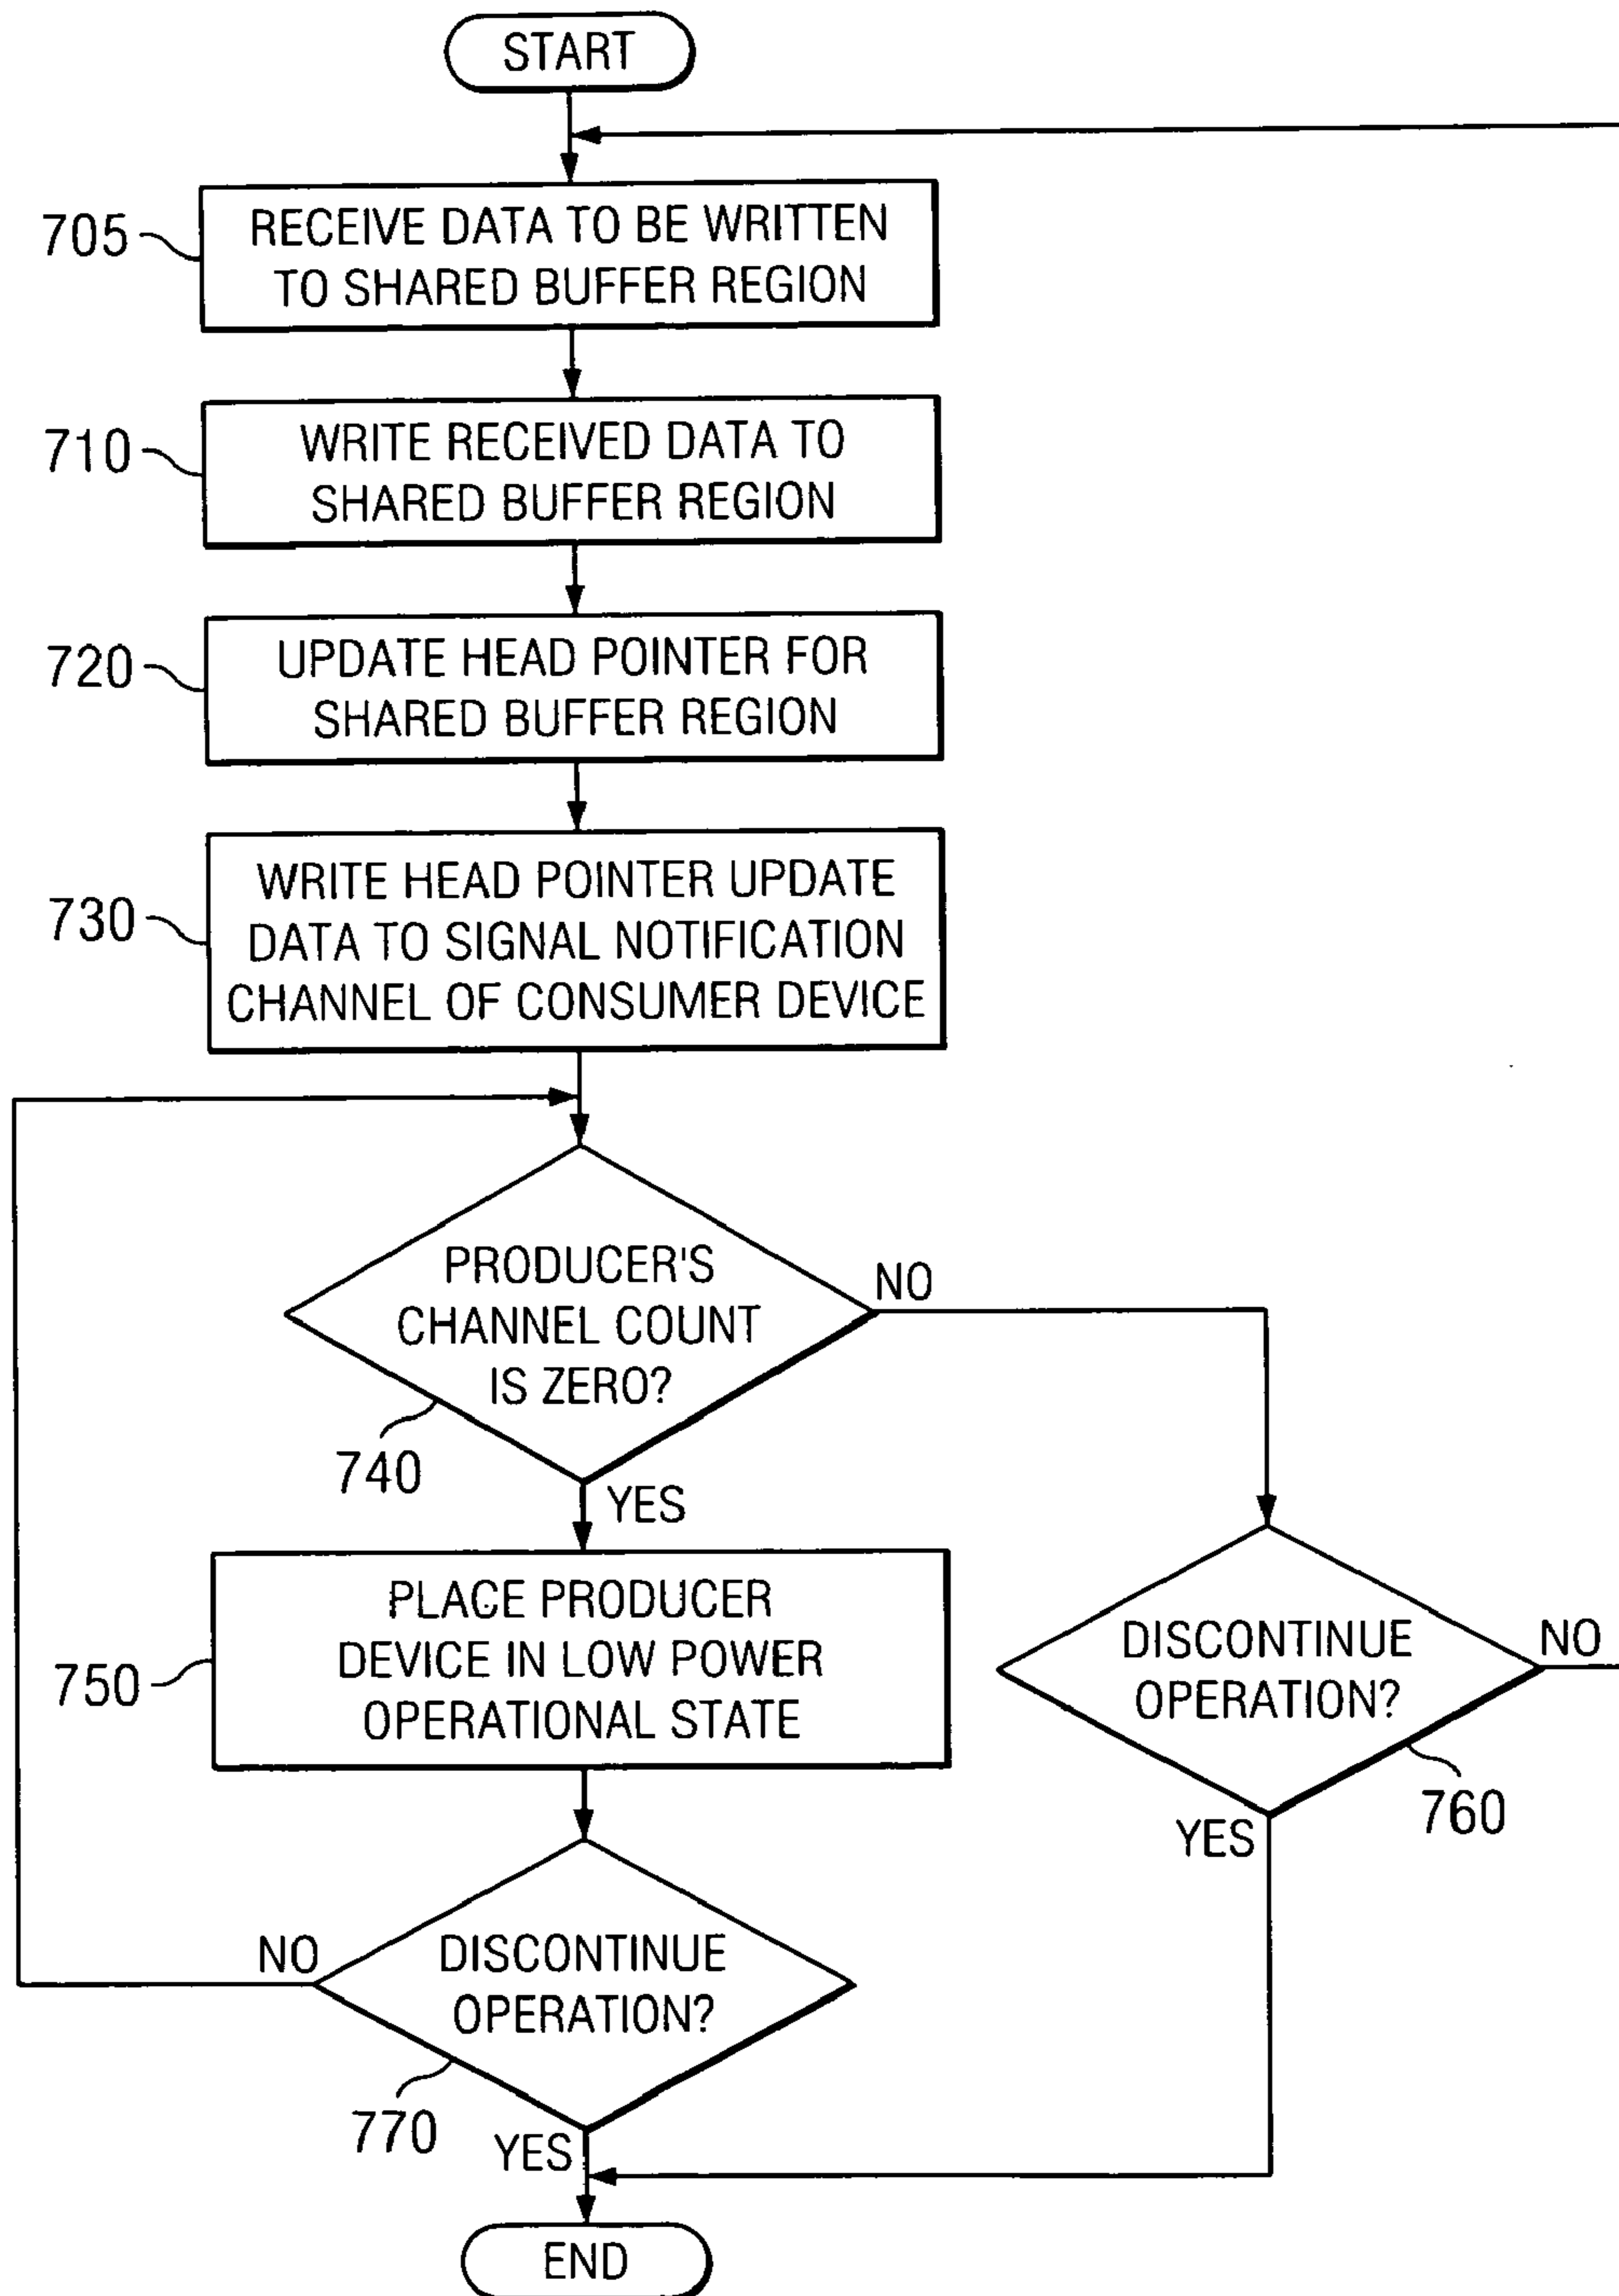 START
705
RECEIVE DATA TO BE WRITTEN
TO SHARED BUFFER REGION
710
WRITE RECEIVED DATA TO
SHARED BUFFER REGION
720
UPDATE HEAD POINTER FOR
SHARED BUFFER REGION
730
WRITE HEAD POINTER UPDATE
DATA TO SIGNAL NOTIFICATION
CHANNEL OF CONSUMER DEVICE
PRODUCER'S
CHANNEL COUNT
IS ZERO?
NO
740
YES
750
PLACE PRODUCER
DEVICE IN LOW POWER
OPERATIONAL STATE
DISCONTINUE
OPERATION?
NO
760
YES
NO
DISCONTINUE
OPERATION?
770
YES
END